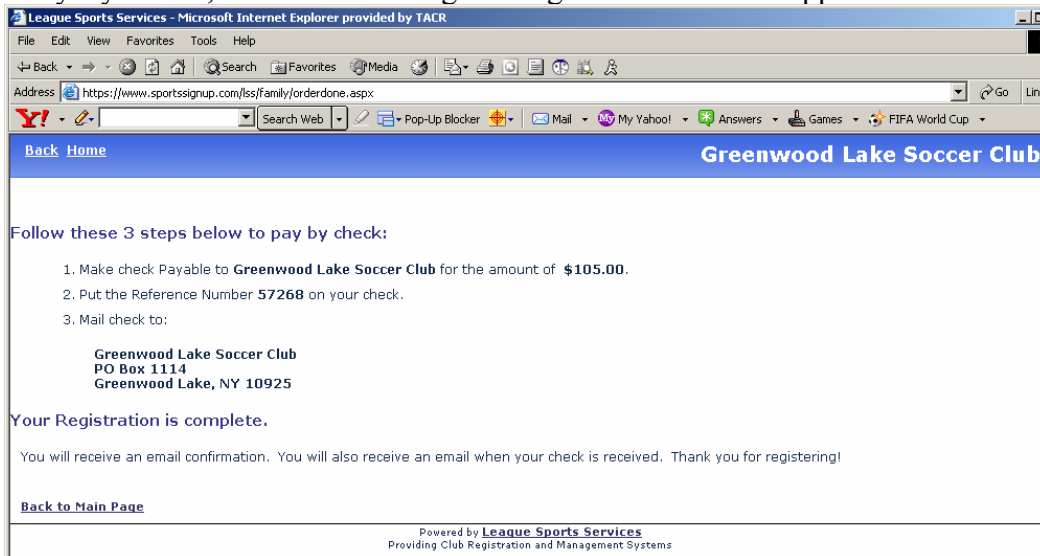 League Sports Services - Microsoft Internet Explorer provided by TACR
File Edit View Favorites Tools Help
Back Search Favorites Media
Address https://www.sportssignup.com/lss/family/orderdone.aspx Go
Y! Search Web Pop-Up Blocker Mail My Yahoo! Answers Games FIFA World Cup
Back Home Greenwood Lake Soccer Club
Follow these 3 steps below to pay by check:
1. Make check Payable to Greenwood Lake Soccer Club for the amount of $105.00.
2. Put the Reference Number 57268 on your check.
3. Mail check to:
Greenwood Lake Soccer Club
PO Box 1114
Greenwood Lake, NY 10925
Your Registration is complete.
You will receive an email confirmation. You will also receive an email when your check is received. Thank you for registering!
Back to Main Page
Powered by League Sports Services
Providing Club Registration and Management Systems